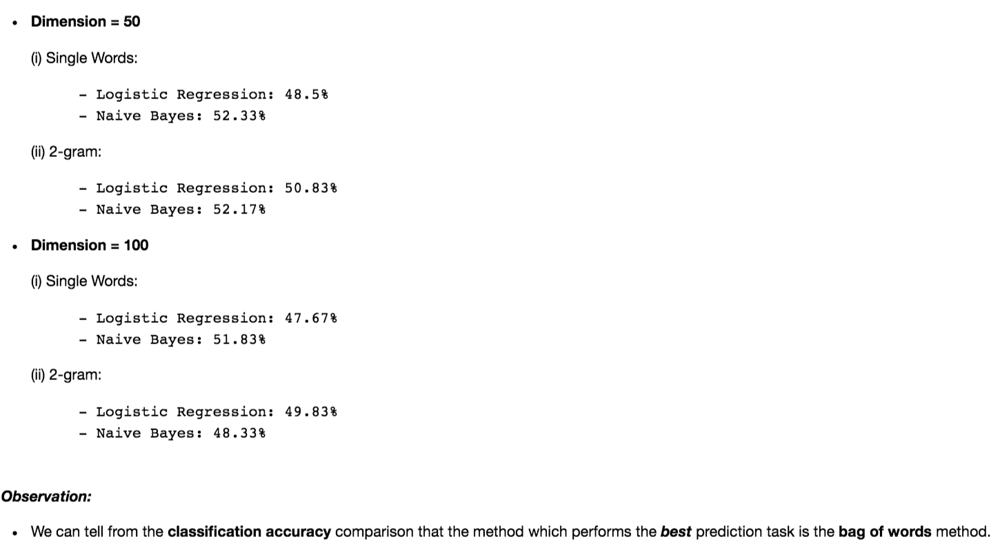 • Dimension = 50
(i) Single Words:
- Logistic Regression: 48.5%
- Naive Bayes: 52.33%
(ii) 2-gram:
- Logistic Regression: 50.83%
- Naive Bayes: 52.17%
• Dimension = 100
(i) Single Words:
- Logistic Regression: 47.67%
- Naive Bayes: 51.83%
(ii) 2-gram:
- Logistic Regression: 49.83%
- Naive Bayes: 48.33%
Observation:
• We can tell from the classification accuracy comparison that the method which performs the best prediction task is the bag of words method.